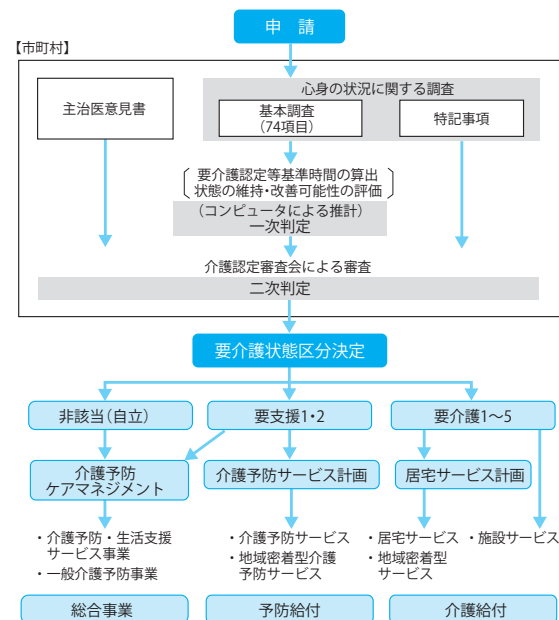 申　請
【市町村】
主治医意見書
心身の状況に関する調査
基本調査
（74項目）
特記事項
要介護認定等基準時間の算出
状態の維持・改善可能性の評価
（コンピュータによる推計）
一次判定
介護認定審査会による審査
二次判定
要介護状態区分決定
非該当（自立）
要支援1・2
要介護1〜5
介護予防
ケアマネジメント
介護予防サービス計画
居宅サービス計画
・介護予防・生活支援
サービス事業
・一般介護予防事業
・介護予防サービス
・地域密着型介護
予防サービス
・居宅サービス
・地域密着型
サービス
・施設サービス
総合事業
予防給付
介護給付